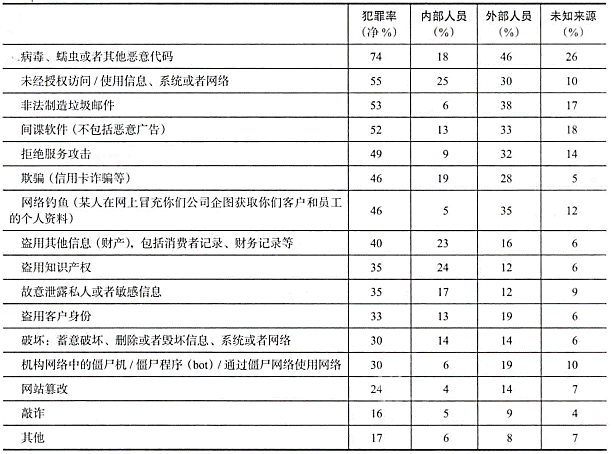 犯罪率 内部人员 外部人员 未知来源
(净%) (%) (%) (%)
病毒、蠕虫或者其他恶意代码 74 18 46 26
未经授权访问/使用信息、系统或者网络 55 25 30 10
非法制造垃圾邮件 53 6 38 17
间谍软件(不包括恶意广告) 52 13 33 18
拒绝服务攻击 49 9 32 14
欺骗(信用卡诈骗等) 46 19 28 5
网络钓鱼(某人在网上冒充你们公司企图获取你们客户和员工
的个人资料) 46 5 35 12
盗用其他信息(财产),包括消费者记录、财务记录等 40 23 16 6
盗用知识产权 35 24 12 6
故意泄露私人或者敏感信息 35 17 12 9
盗用客户身份 33 13 19 6
破坏:蓄意破坏、删除或者毁坏信息、系统或者网络 30 14 14 6
机构网络中的僵尸机/僵尸程序(bot)/通过僵尸网络使用网络 30 6 19 10
网站篡改 24 4 14 7
敲诈 16 5 9 4
其他 17 6 8 7